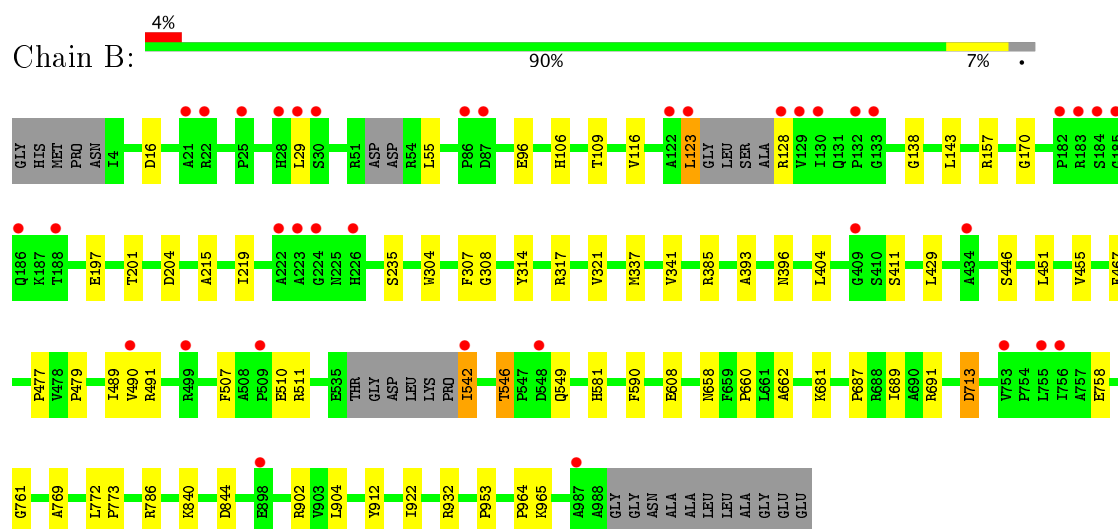 4%
Chain B:
90%
7%
.
GLY HIS MET PRO ASN I4 D16 A21 R22 P25 H28 L29 S30 R51 ASP ASP R54 L55 P86 D87 E96 H106 T109 V116 A122 L123 GLY LEU SER ALA R128 V129 I130 Q131 P132 G133 G138 L143 R157 G170 P182 R183 S184
Q186 K187 T188 E197 T201 D204 A215 I219 A222 A223 G224 N225 H226 S235 W304 F307 G308 Y314 R317 V321 M337 V341 R385 A393 N396 L404 G409 S410 S411 L429 A434 S446 L451 V455
P477 V478 P479 I489 V490 R491 R499 F507 A508 P509 E510 R511 E535 THR GLY ASP LEU LYS PRO I542 T546 P547 D548 Q549 H581 F590 E608 N658 F659 P660 L661 A662 K681 P687 R688 I689 A690 R691 D713 V753 P754 L755 I756 A757 E758
G761 A769 L772 P773 R786 K840 D844 E898 R902 V903 L904 Y912 I922 R932 P953 P964 K965 A987 A988 GLY GLY ASN ALA ALA LEU LEU ALA GLY GLU GLU